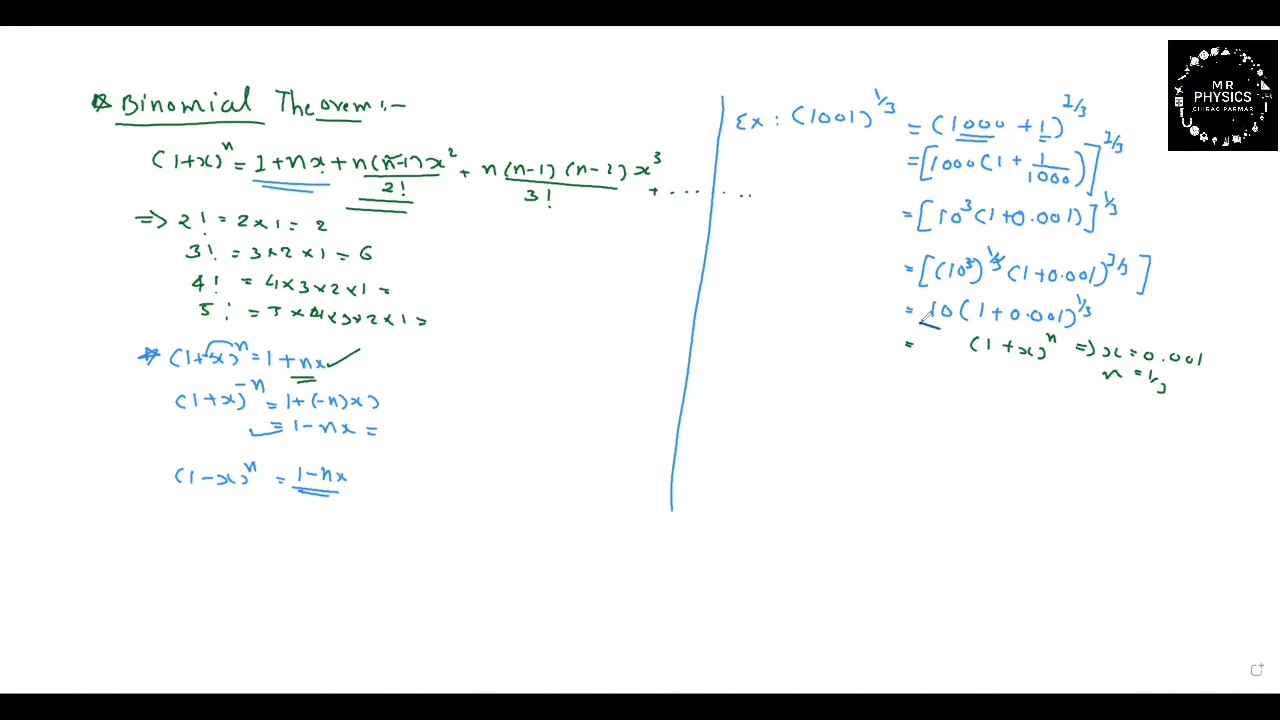 Binomial Theorem :-
(1+x)^n = 1 + nx + n(n-1)x^2/2! + n(n-1)(n-2)x^3/3! + ... ...
=> 2! = 2×1 = 2
3! = 3×2×1 = 6
4! = 4×3×2×1 =
5! = 5×4×3×2×1 =
(1+x)^n = 1 + nx ✓
(1+x)^-n = 1+(-n)x)
= 1-nx =
(1-x)^n = 1-nx
Ex : (1001)^1/3 = (1000 + 1)^1/3
= [1000(1 + 1/1000)]^1/3
= [10^3(1+0.001)]^1/3
= [(10^3)^1/3 (1+0.001)^1/3]
= 10(1+0.001)^1/3
= (1+x)^n => x = 0.001
n = 1/3
MR
PHYSICS
CHIRAG PARMAR